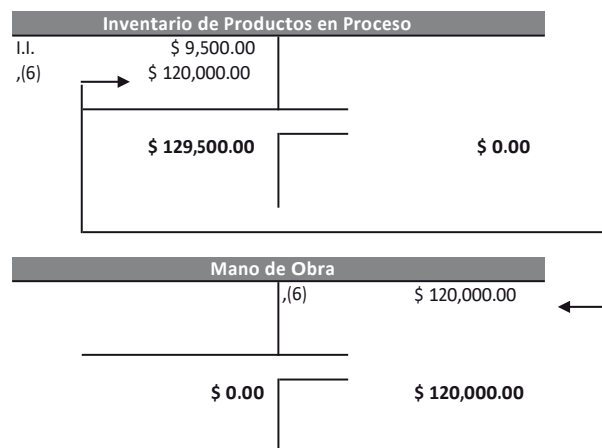 Inventario de Productos en Proceso
I.I. $ 9,500.00
,(6) $ 120,000.00
$ 129,500.00 $ 0.00
Mano de Obra
,(6) $ 120,000.00
$ 0.00 $ 120,000.00